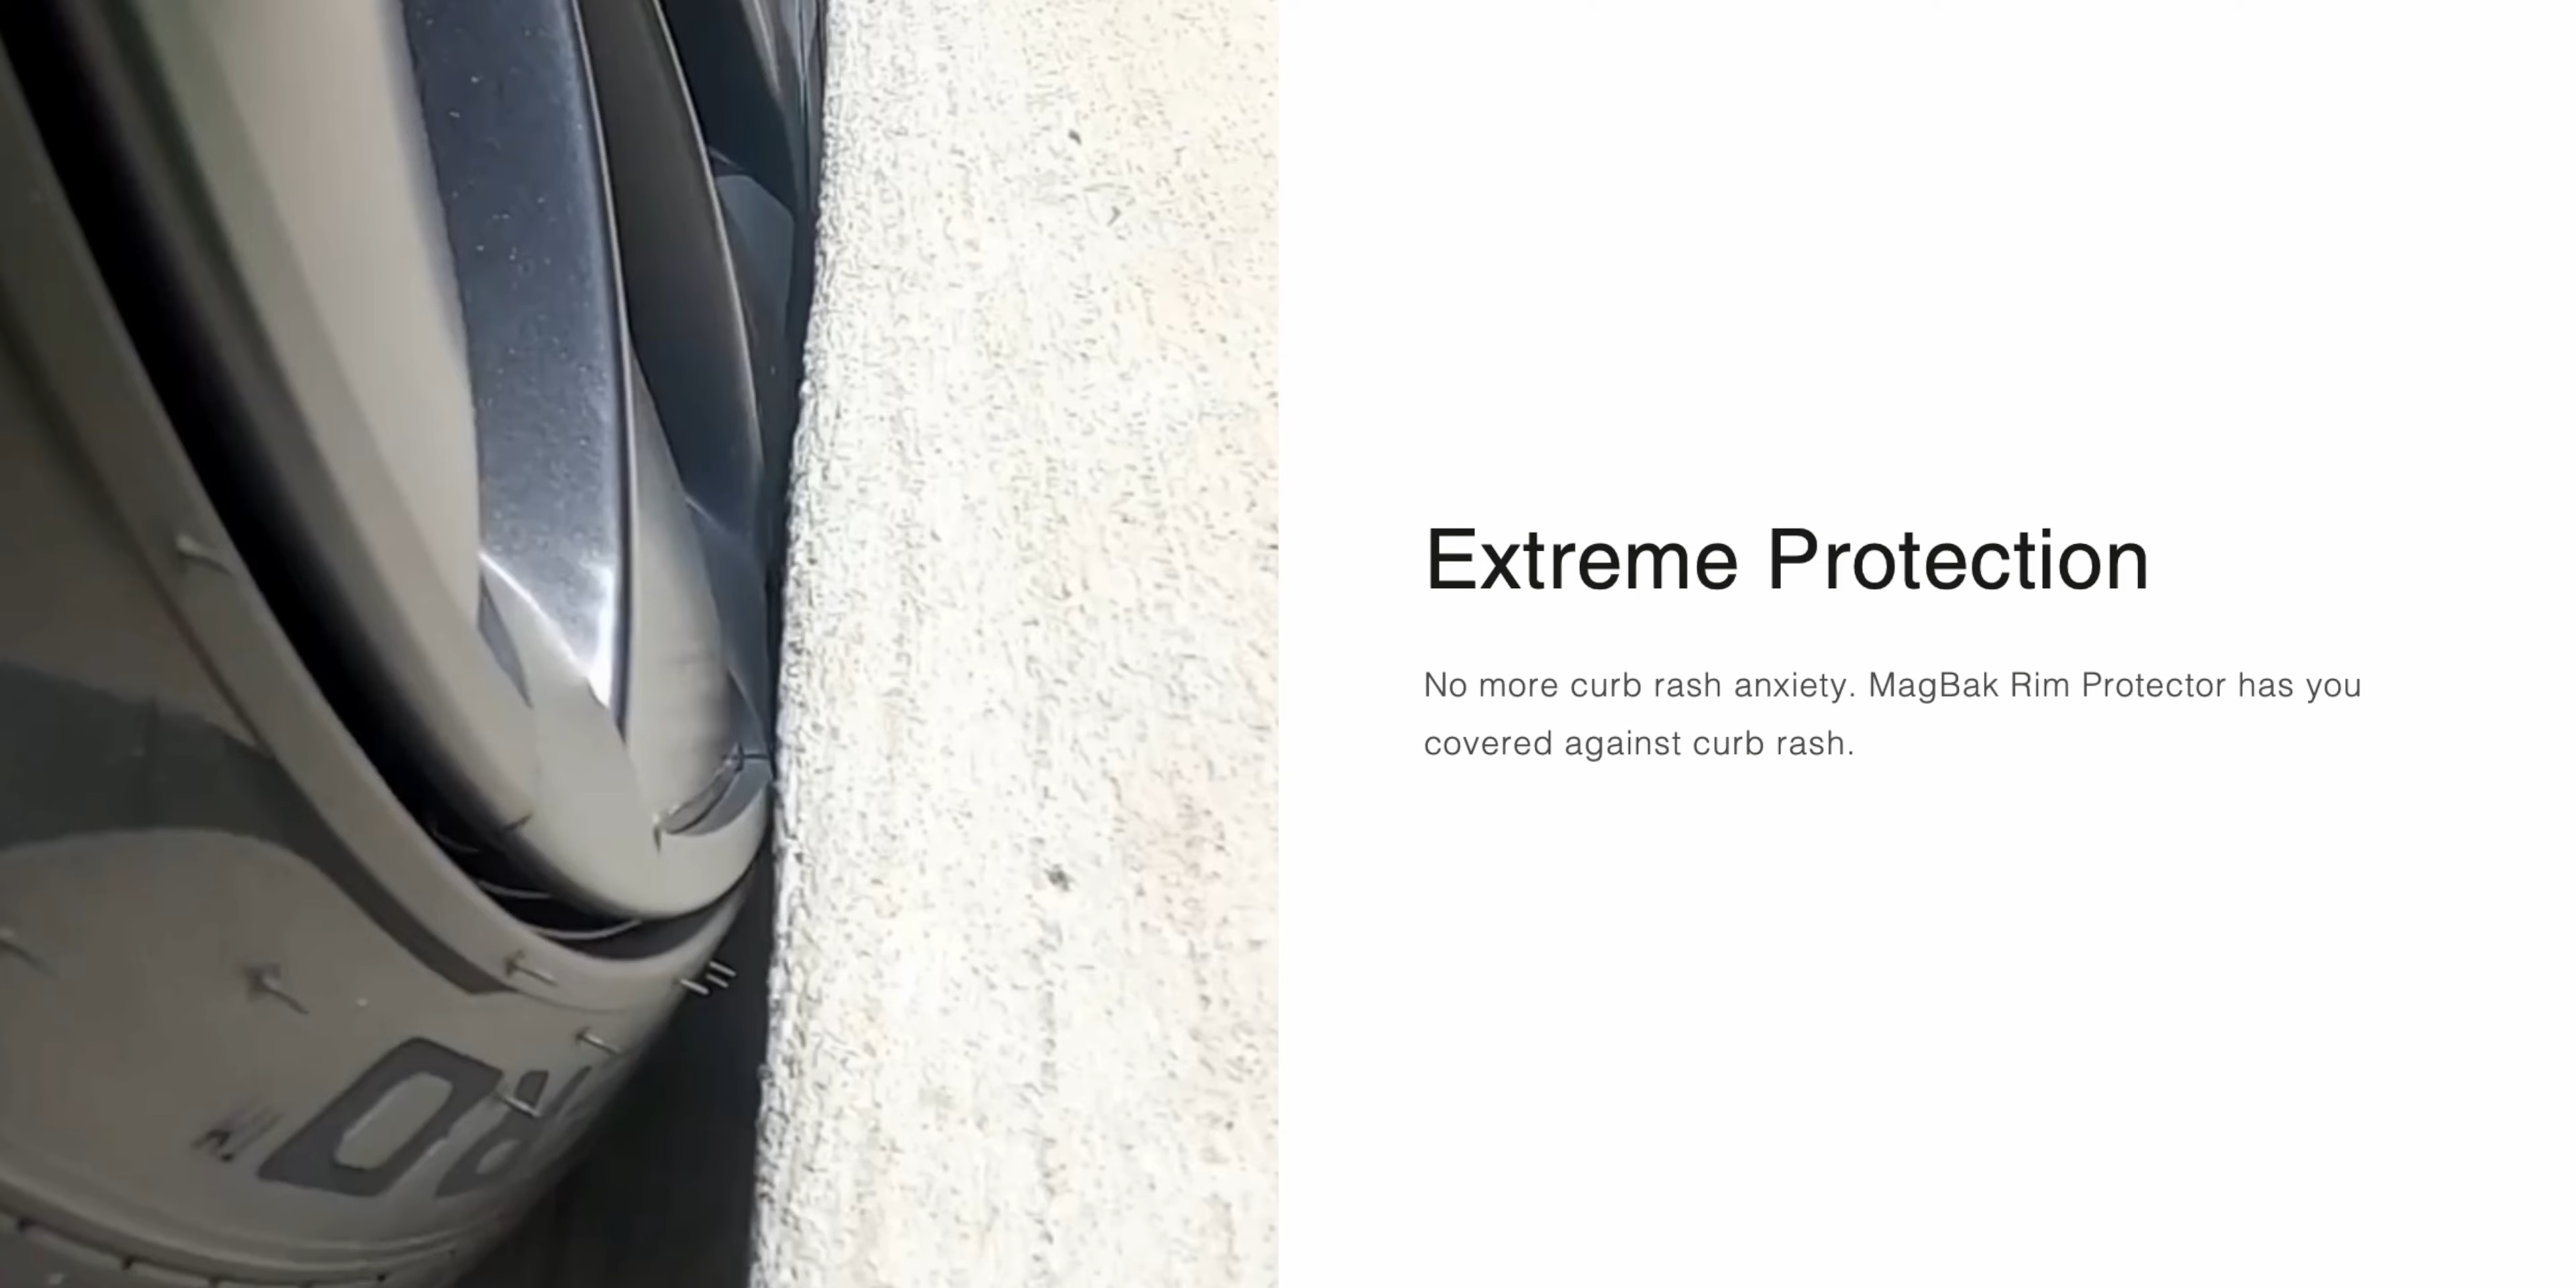 Extreme Protection
No more curb rash anxiety. MagBak Rim Protector has you
covered against curb rash.